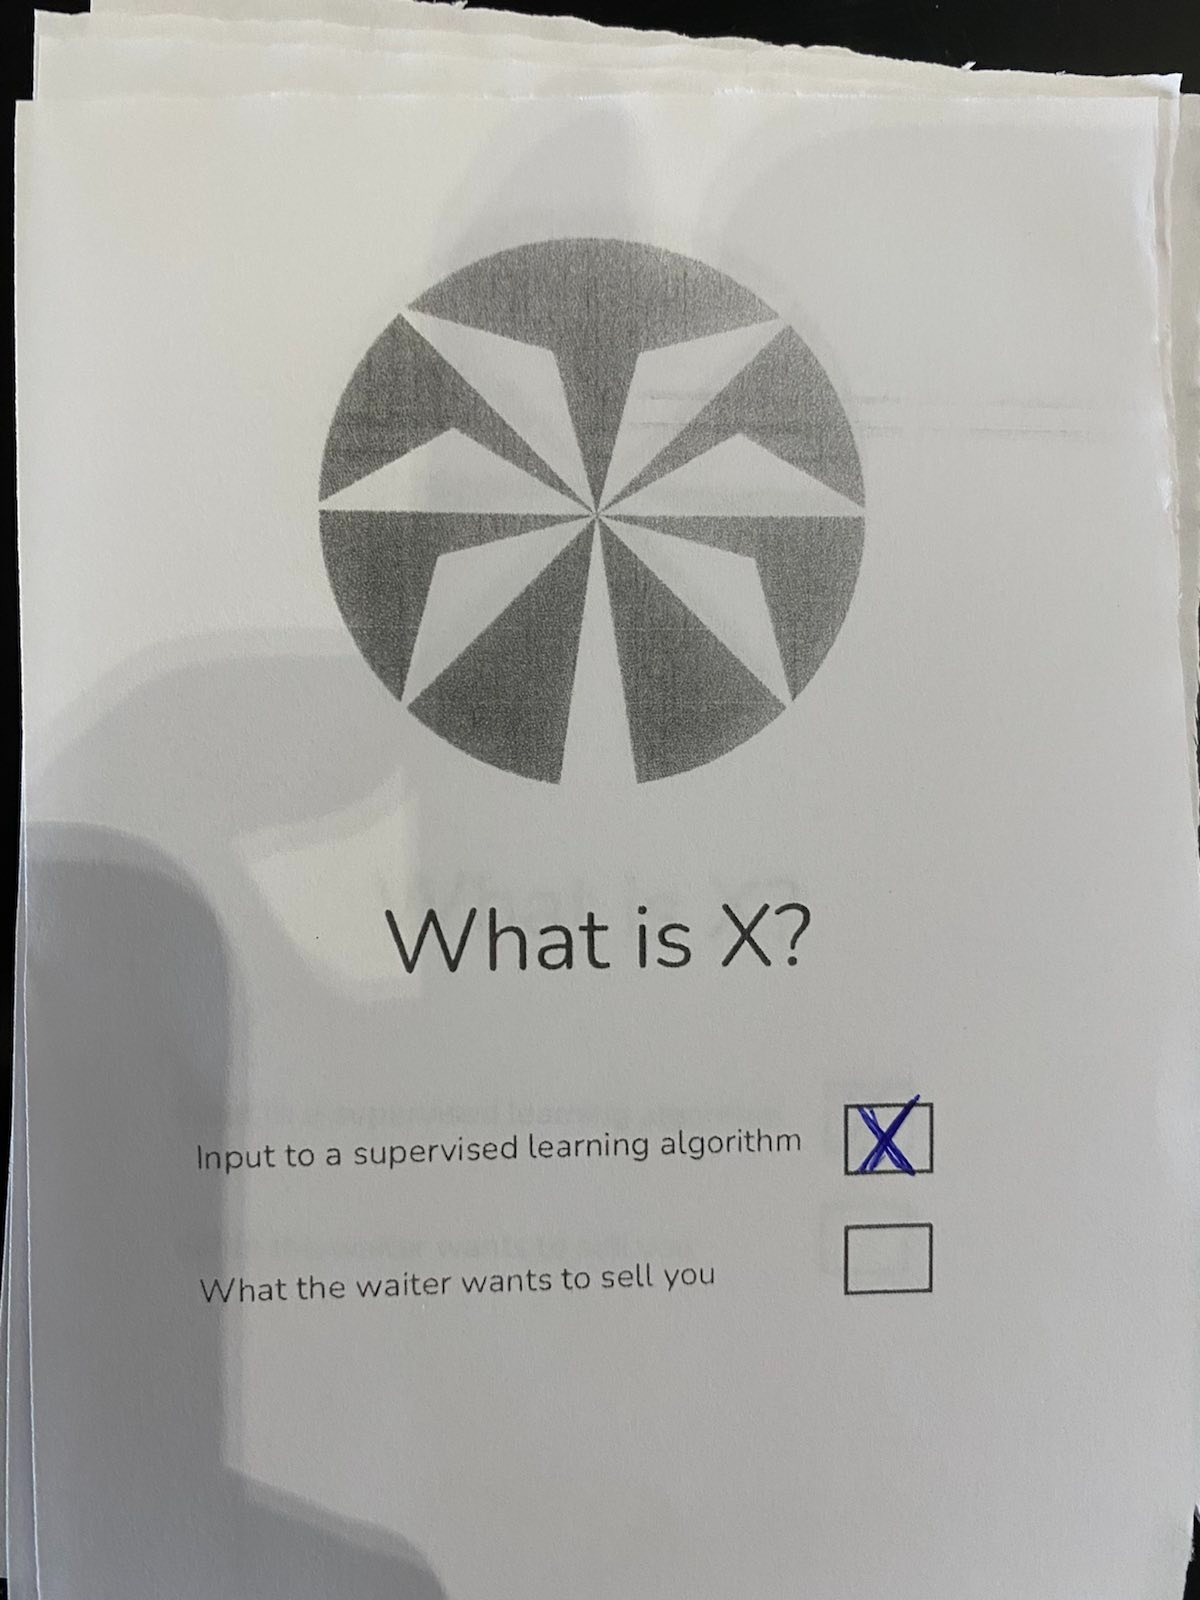 What is X?
Input to a supervised learning algorithm X
What the waiter wants to sell you